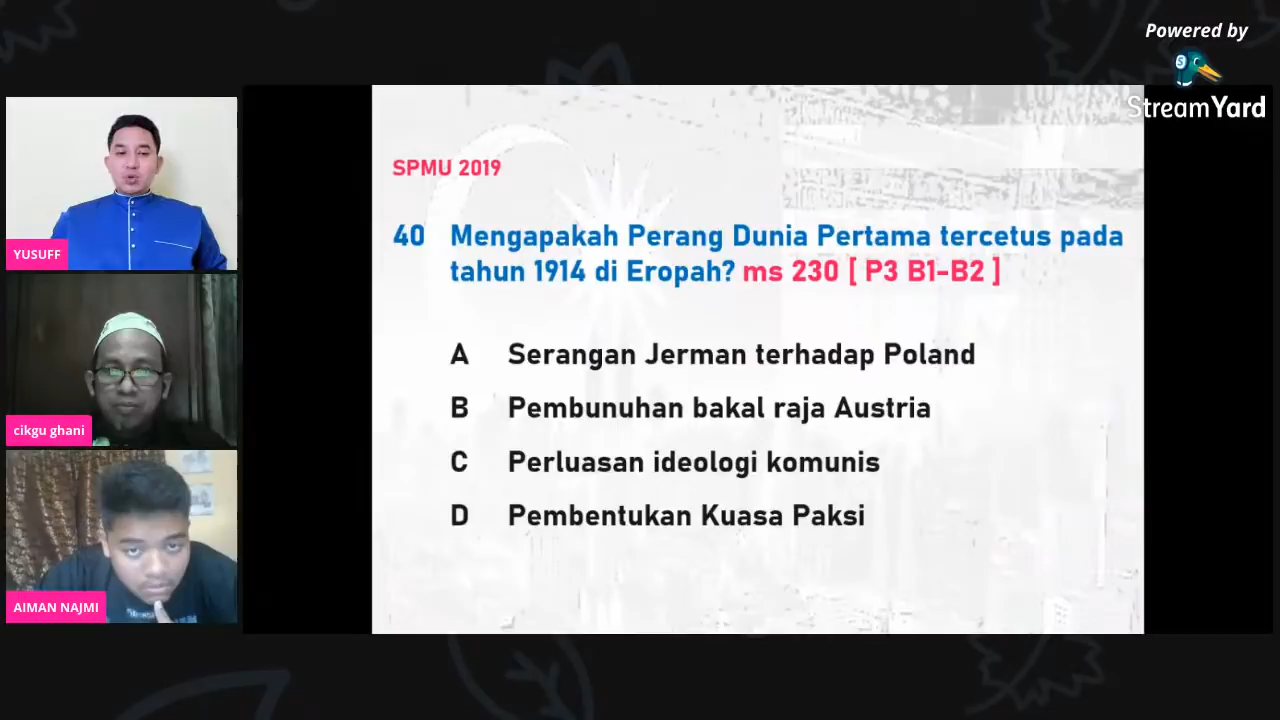 Powered by
StreamYard
SPMU 2019
40 Mengapakah Perang Dunia Pertama tercetus pada
tahun 1914 di Eropah? ms 230 [ P3 B1-B2 ]
A Serangan Jerman terhadap Poland
B Pembunuhan bakal raja Austria
C Perluasan ideologi komunis
D Pembentukan Kuasa Paksi
YUSUFF
cikgu ghani
AIMAN NAJMI